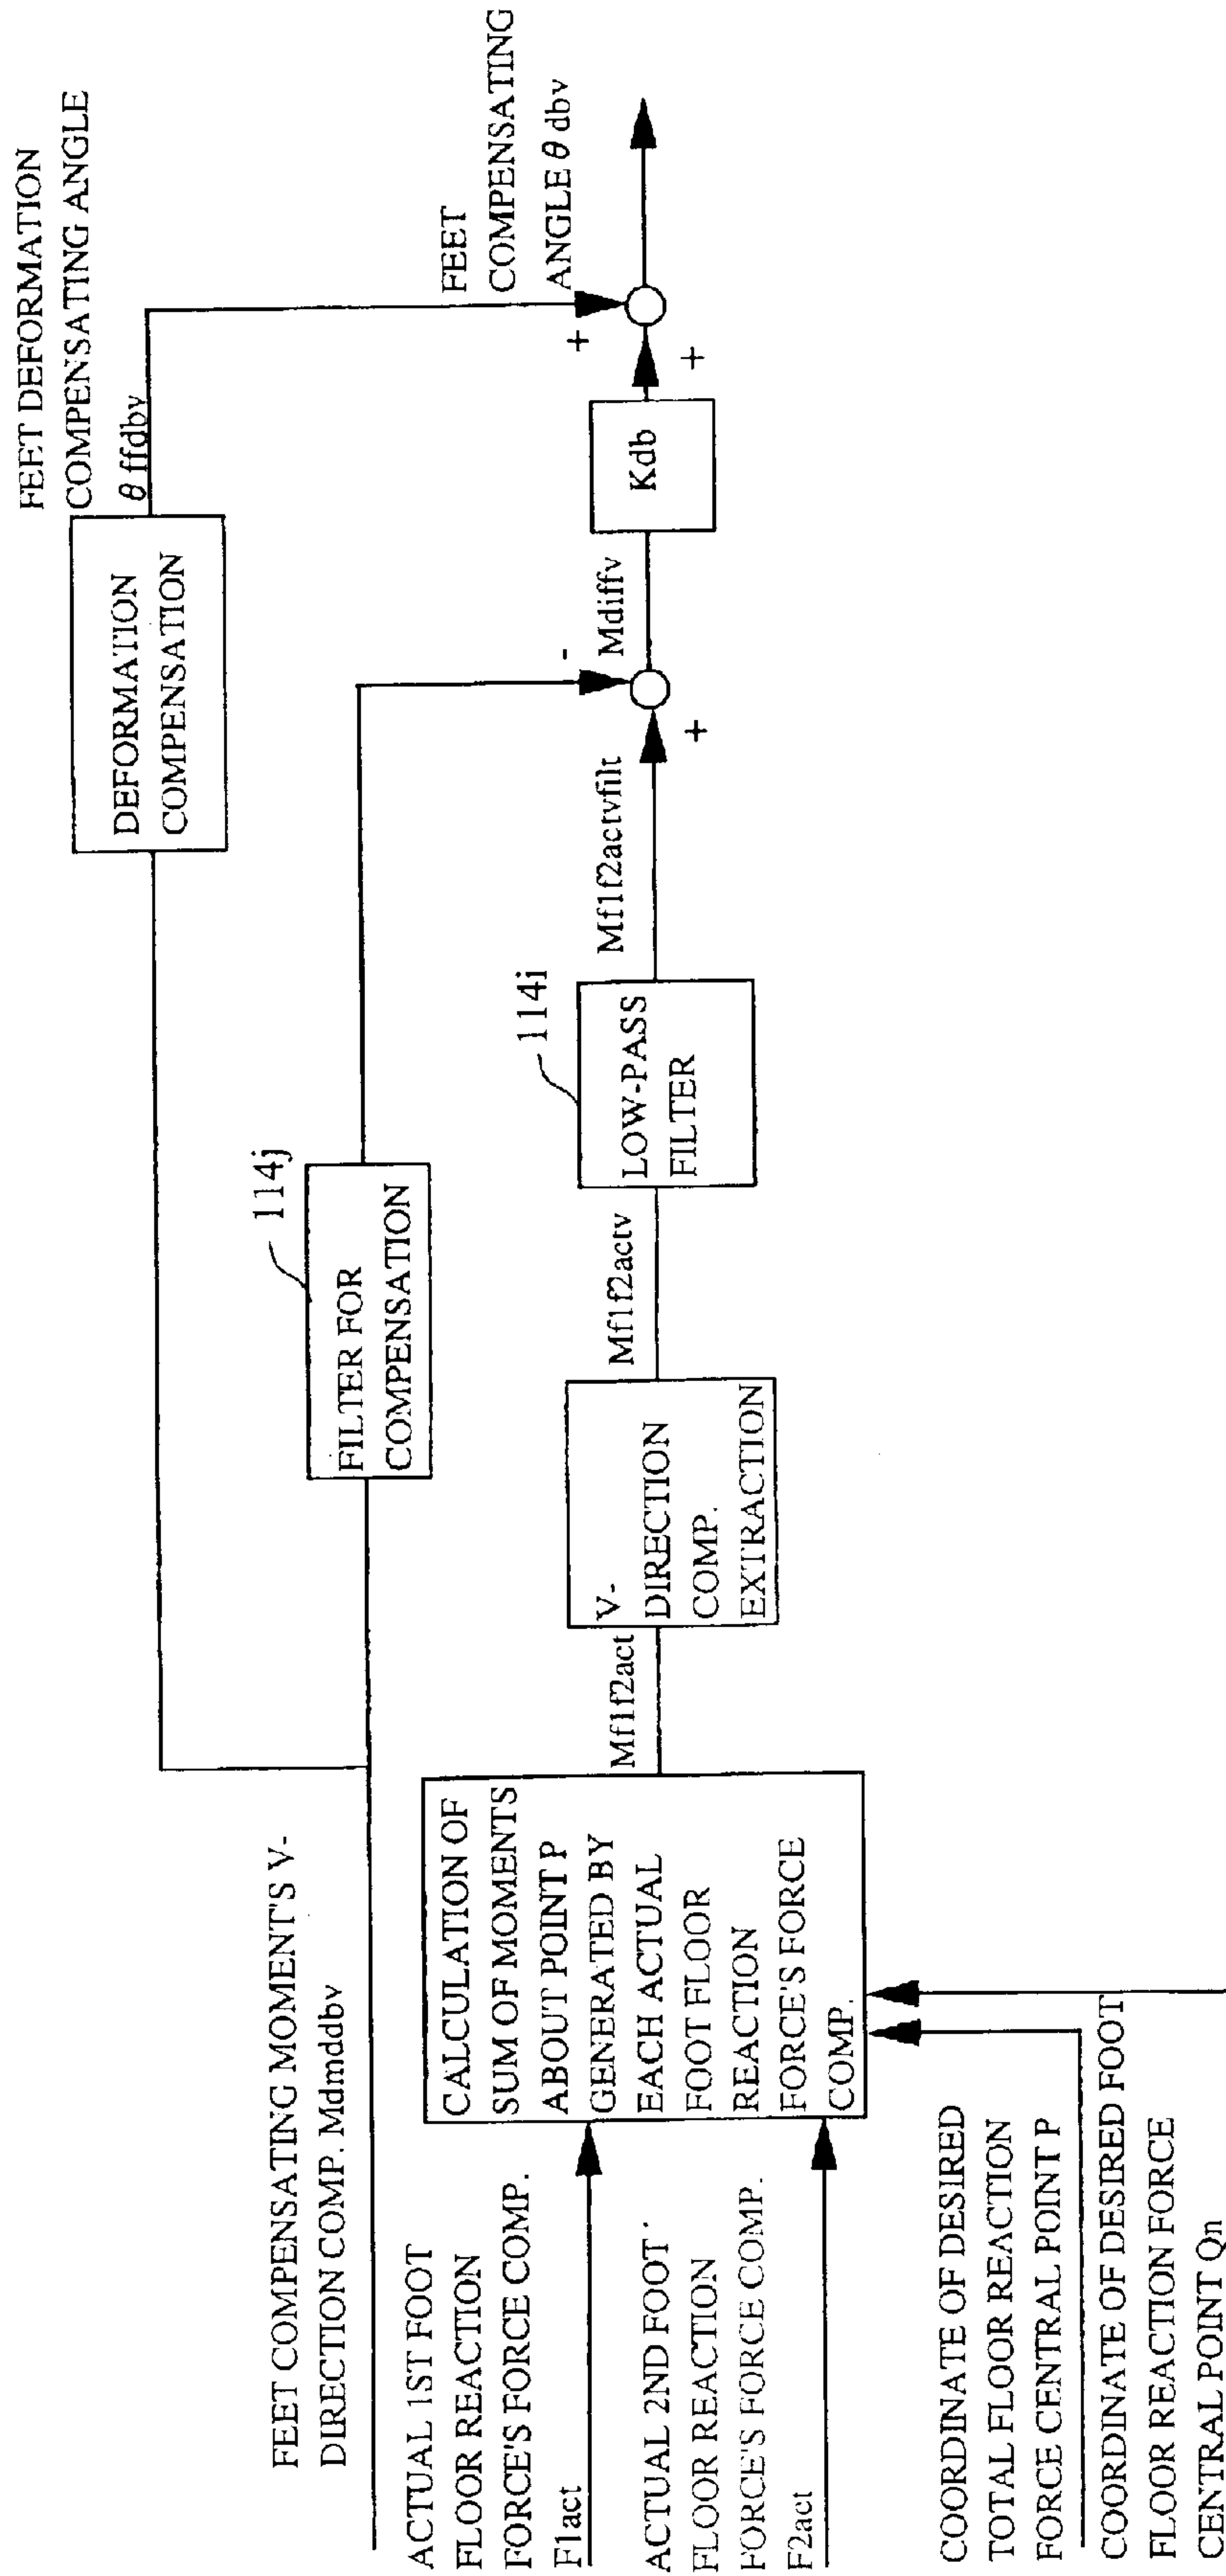 FEET DEFORMATION
COMPENSATING ANGLE
θ ffdbv
DEFORMATION
COMPENSATION
FEET
COMPENSATING
ANGLE θ dbv
+
+
Kdb
Mdiffv
-
+
Mf1f2actvfilt
114j
FILTER FOR
COMPENSATION
114i
LOW-PASS
FILTER
Mf1f2actv
V-
DIRECTION
COMP.
EXTRACTION
Mf1f2act
FEET COMPENSATING MOMENT'S V-
DIRECTION COMP. Mdmddbv
CALCULATION OF
SUM OF MOMENTS
ABOUT POINT P
GENERATED BY
EACH ACTUAL
FOOT FLOOR
REACTION
FORCE'S FORCE
COMP.
ACTUAL 1ST FOOT
FLOOR REACTION
FORCE'S FORCE COMP.
F1act
ACTUAL 2ND FOOT
FLOOR REACTION
FORCE'S FORCE COMP.
F2act
COORDINATE OF DESIRED
TOTAL FLOOR REACTION
FORCE CENTRAL POINT P
COORDINATE OF DESIRED FOOT
FLOOR REACTION FORCE
CENTRAL POINT Qn